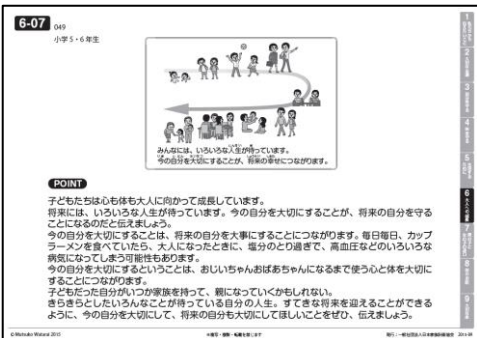 6-07 049
小学5・6年生
みんなには、いろいろな人生が待っています。
今の自分を大切にすることが、将来の幸せにつながります。
POINT
子どもたちは心も体も大人に向かって成長しています。
将来には、いろいろな人生が待っています。今の自分を大切にすることが、将来の自分を守る
ことになるのだと伝えましょう。
今の自分を大切にすることは、将来の自分を大事にすることにつながります。毎日毎日、カップ
ラーメンを食べていたら、大人になったときに、塩分のとり過ぎで、高血圧などのいろいろな
病気になってしまう可能性もあります。
今の自分を大切にするということは、おじいちゃんおばあちゃんになるまで使う心と体を大切に
することにつながります。
子どもだった自分がいつか家族を持って、親になっていくかもしれない。
きらきらとしたいろんなことが待っている自分の人生。すてきな将来を迎えることができる
ように、今の自分を大切にして、将来の自分も大切にしてほしいことをぜひ、伝えましょう。
1
2
3
4
5
6
7
8
9